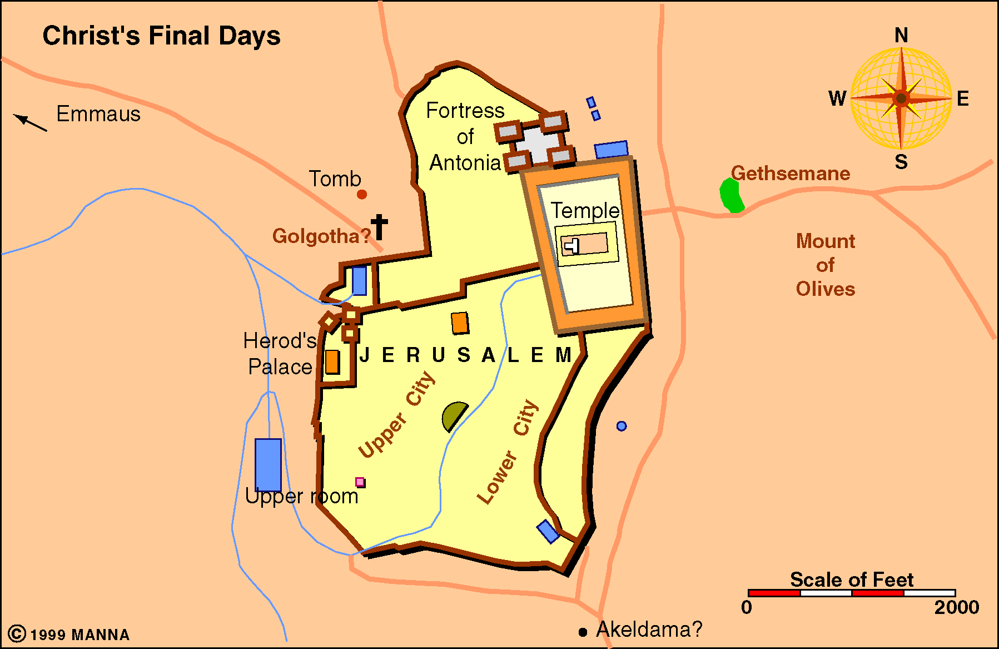 Christ's Final Days
N
W
E
S
Emmaus
Fortress
of
Antonia
Tomb
Gethsemane
Temple
Golgotha?
Mount
of
Olives
Herod's
Palace
JERUSALEM
Upper City
Lower City
Upper room
Scale of Feet
0
2000
Akeldama?
© 1999 MANNA